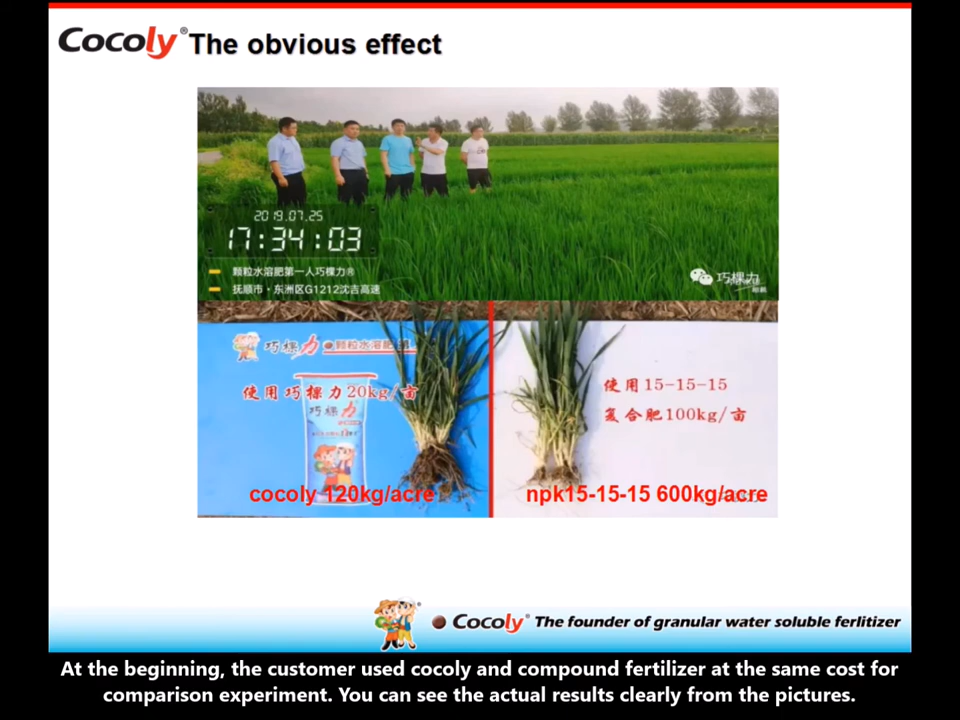 Cocoly® The obvious effect
2019.07.25
17:34:03
颗粒水溶肥第一人巧棵力®
抚顺市·东洲区G1212沈吉高速
巧棵力
巧棵力 颗粒水溶肥第
使用巧棵力20kg/亩
巧棵力
cocoly 120kg/acre
使用15-15-15
复合肥100kg/亩
npk15-15-15 600kg/acre
Cocoly® The founder of granular water soluble ferlitizer
At the beginning, the customer used cocoly and compound fertilizer at the same cost for
comparison experiment. You can see the actual results clearly from the pictures.